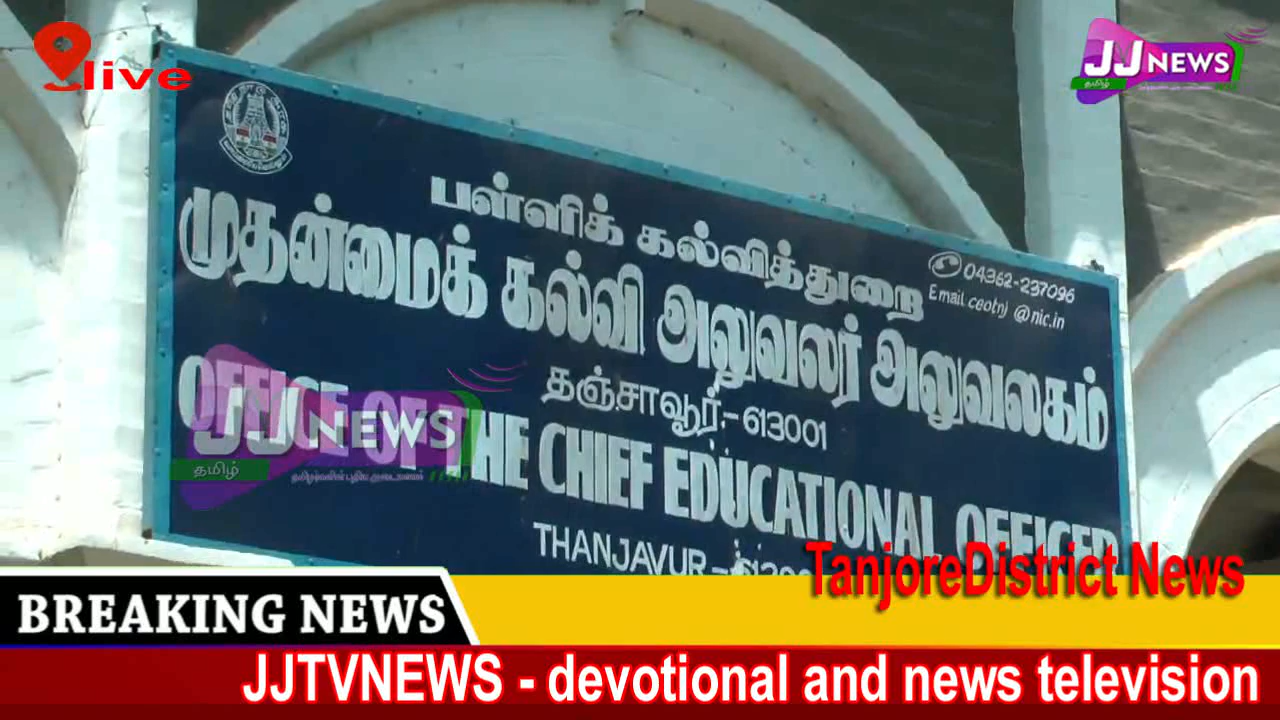 live
JJ NEWS
தமிழ்
பள்ளிக் கல்வித்துறை
04362-237096
Email ceotnj @nic.in
முதன்மைக் கல்வி அலுவலர் அலுவலகம்
தஞ்சாவூர்:-613001
OFFICE OF THE CHIEF EDUCATIONAL OFFICER
JJ NEWS
தமிழ்
THANJAVUR
TanjoreDistrict News
BREAKING NEWS
JJTVNEWS - devotional and news television